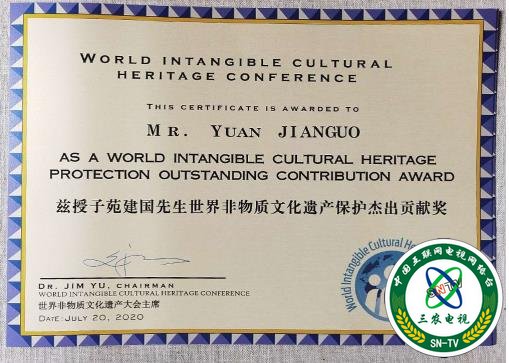 WORLD INTANGIBLE CULTURAL
HERITAGE CONFERENCE
THIS CERTIFICATE IS AWARDED TO
MR. YUAN JIANGUO
AS A WORLD INTANGIBLE CULTURAL HERITAGE
PROTECTION OUTSTANDING CONTRIBUTION AWARD
兹授予苑建国先生世界非物质文化遗产保护杰出贡献奖
DR. JIM YU, CHAIRMAN
WORLD INTANGIBLE CULTURAL HERITAGE CONFERENCE
世界非物质文化遗产大会主席
DATE: JULY 20, 2020
World Intangible Cultural
中国互联网电视网络台
SNTV
三农电视
SN-TV